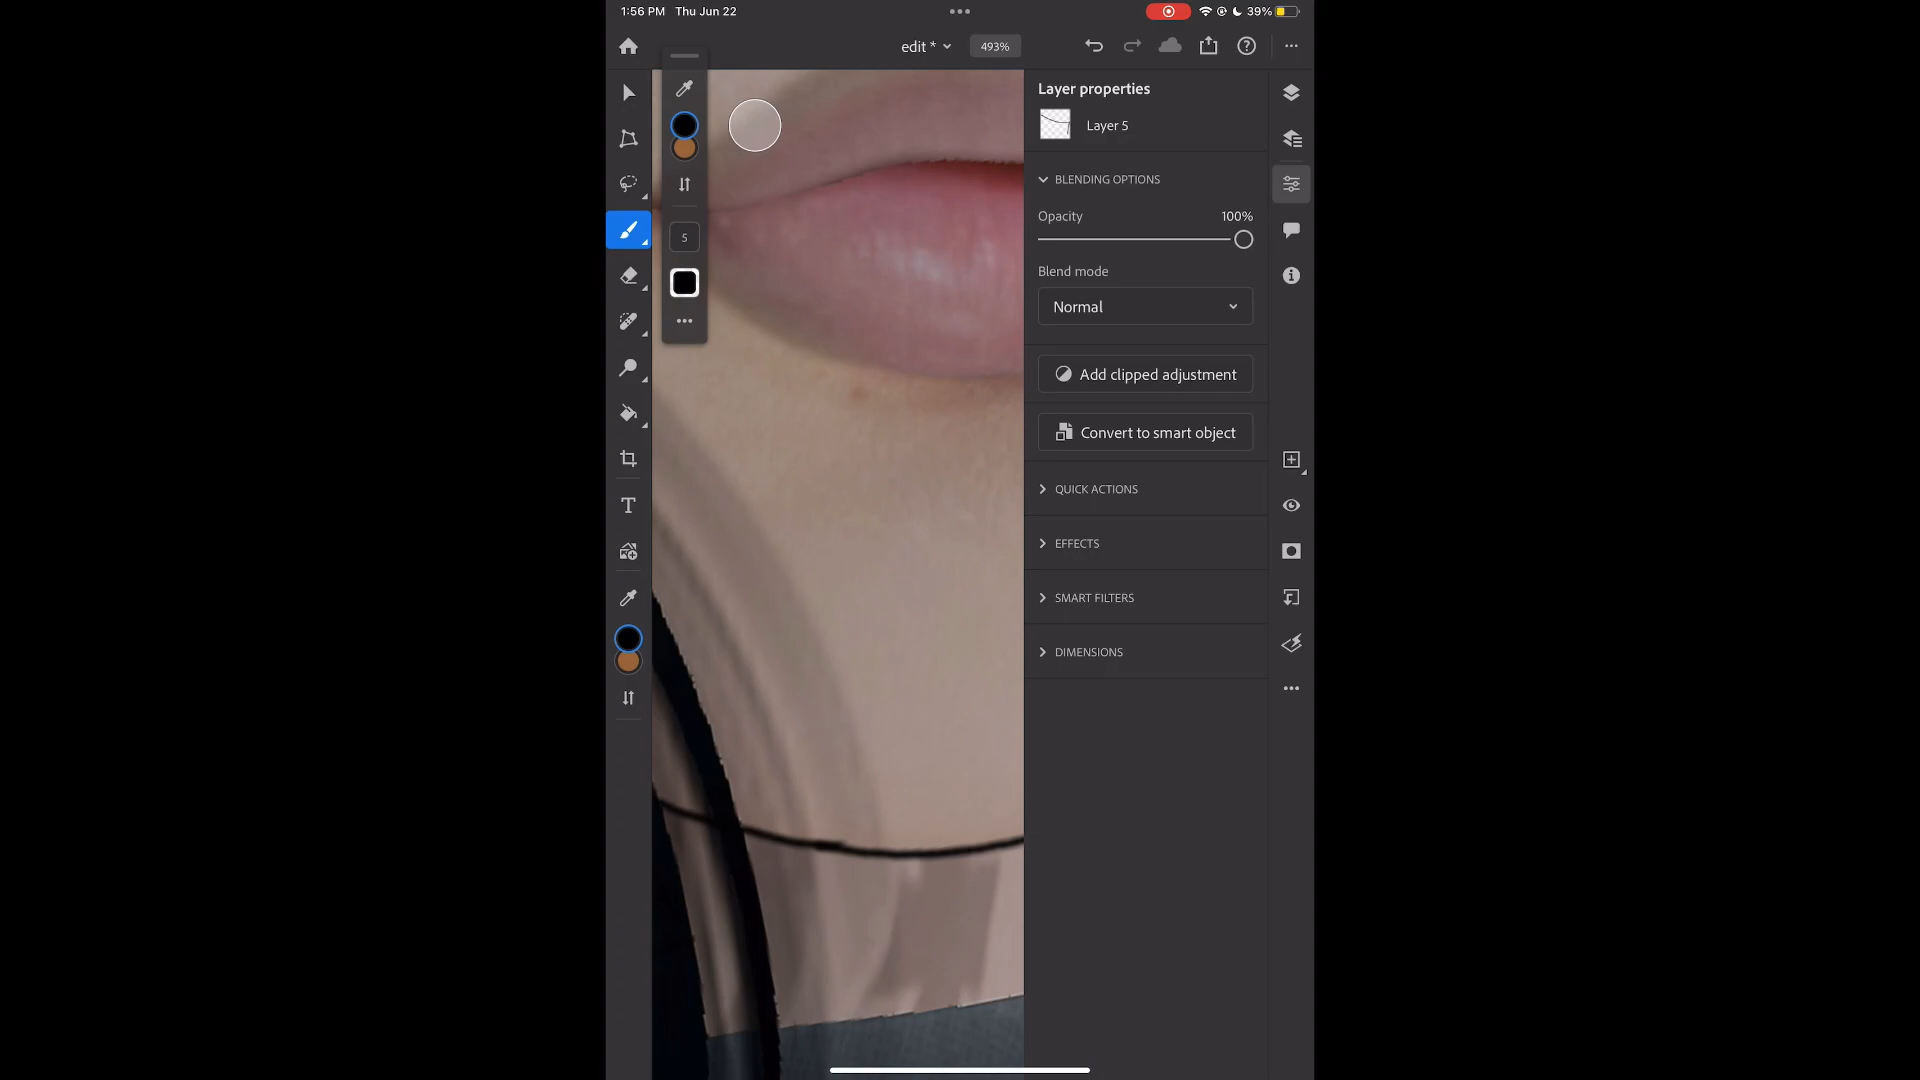 1:56 PM Thu Jun 22
39%
edit *
493%
Layer properties
Layer 5
BLENDING OPTIONS
Opacity 100%
Blend mode
Normal
5
Add clipped adjustment
Convert to smart object
QUICK ACTIONS
EFFECTS
SMART FILTERS
DIMENSIONS